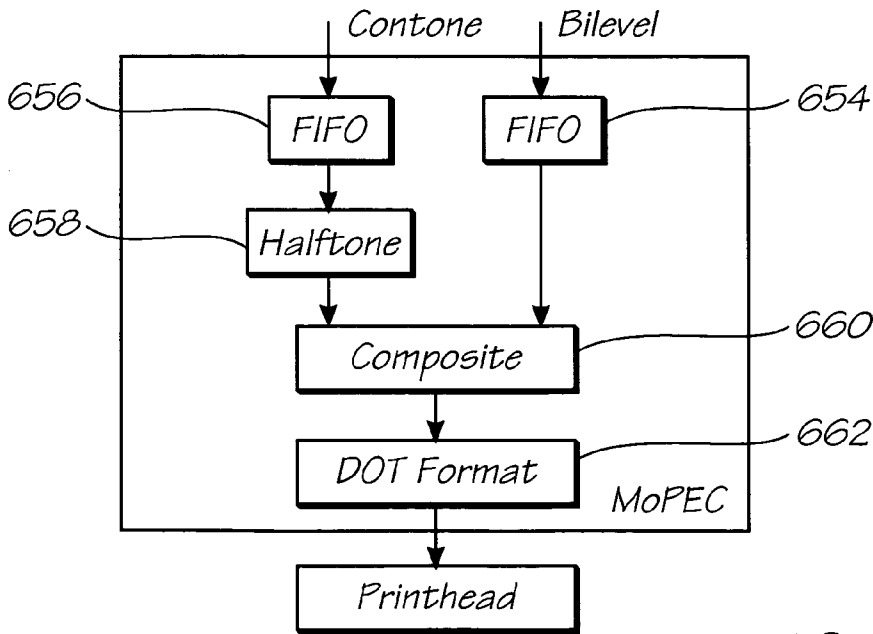 Contone Bilevel
656 FIFO FIFO 654
658 Halftone
Composite 660
DOT Format 662
MoPEC
Printhead